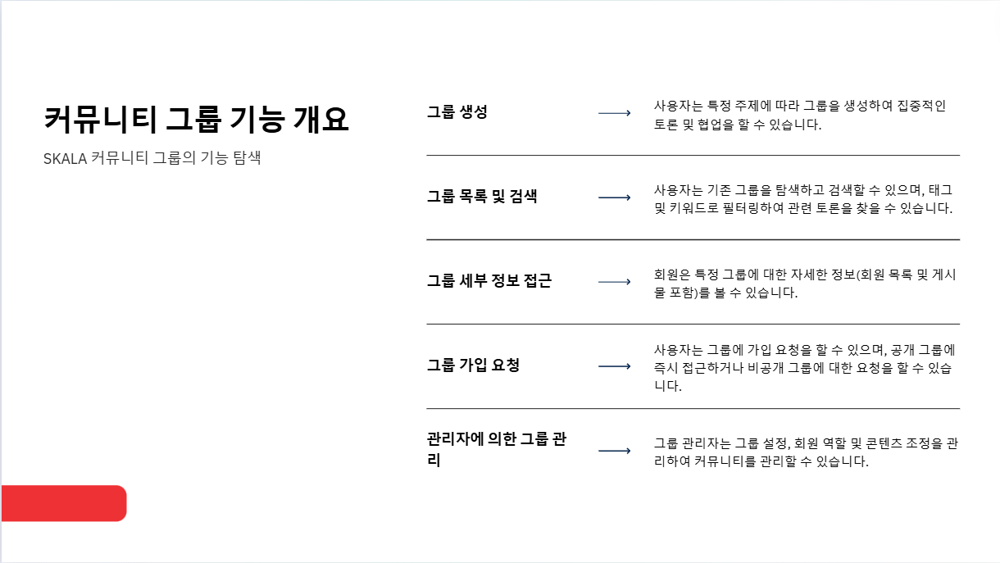 커뮤니티 그룹 기능 개요
SKALA 커뮤니티 그룹의 기능 탐색
그룹 생성
사용자는 특정 주제에 따라 그룹을 생성하여 집중적인
토론 및 협업을 할 수 있습니다.
그룹 목록 및 검색
사용자는 기존 그룹을 탐색하고 검색할 수 있으며, 태그
및 키워드로 필터링하여 관련 토론을 찾을 수 있습니다.
그룹 세부 정보 접근
회원은 특정 그룹에 대한 자세한 정보(회원 목록 및 게시
물 포함)를 볼 수 있습니다.
그룹 가입 요청
사용자는 그룹에 가입 요청을 할 수 있으며, 공개 그룹에
즉시 접근하거나 비공개 그룹에 대한 요청을 할 수 있습
니다.
관리자에 의한 그룹 관
리
그룹 관리자는 그룹 설정, 회원 역할 및 콘텐츠 조정을 관
리하여 커뮤니티를 관리할 수 있습니다.